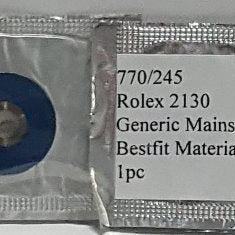 770/245
Rolex 2130
Generic Mains
Bestfit Materia
1pc